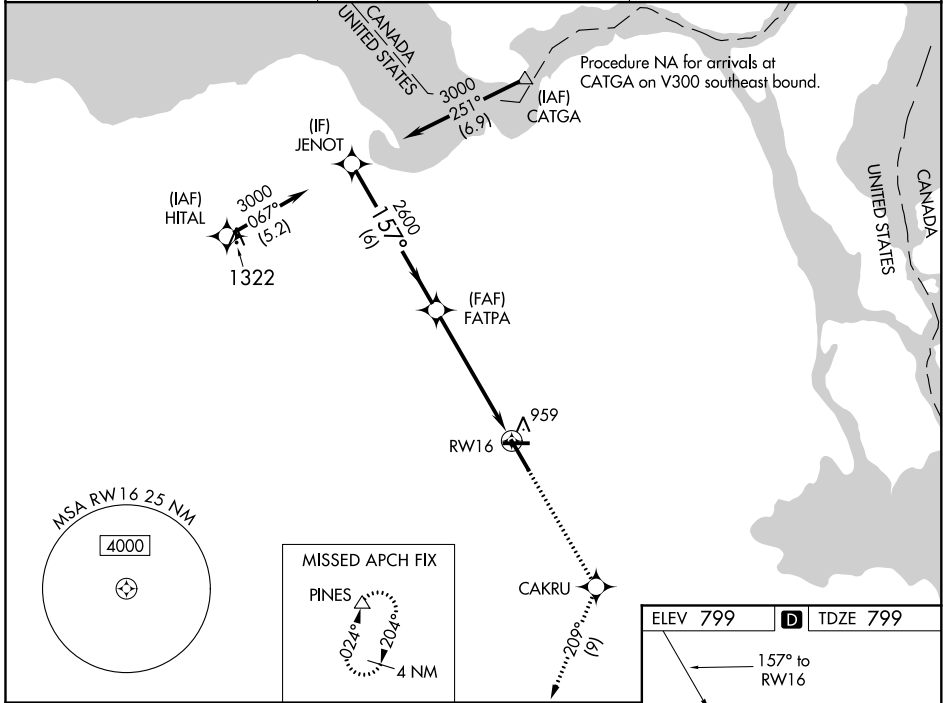 CANADA
UNITED STATES
Procedure NA for arrivals at
CATGA on V300 southeast bound.
3000
251°
(6.9)
(IAF)
CATGA
(IF)
JENOT
(IAF)
HITAL
3000
067°
(5.2)
1322
2600
157°
(6)
CANADA
UNITED STATES
(FAF)
FATPA
959
RW16
MSA RW16 25 NM
4000
MISSED APCH FIX
PINES
024°
204°
4 NM
CAKRU
209°
(9)
ELEV 799 D TDZE 799
157° to
RW16